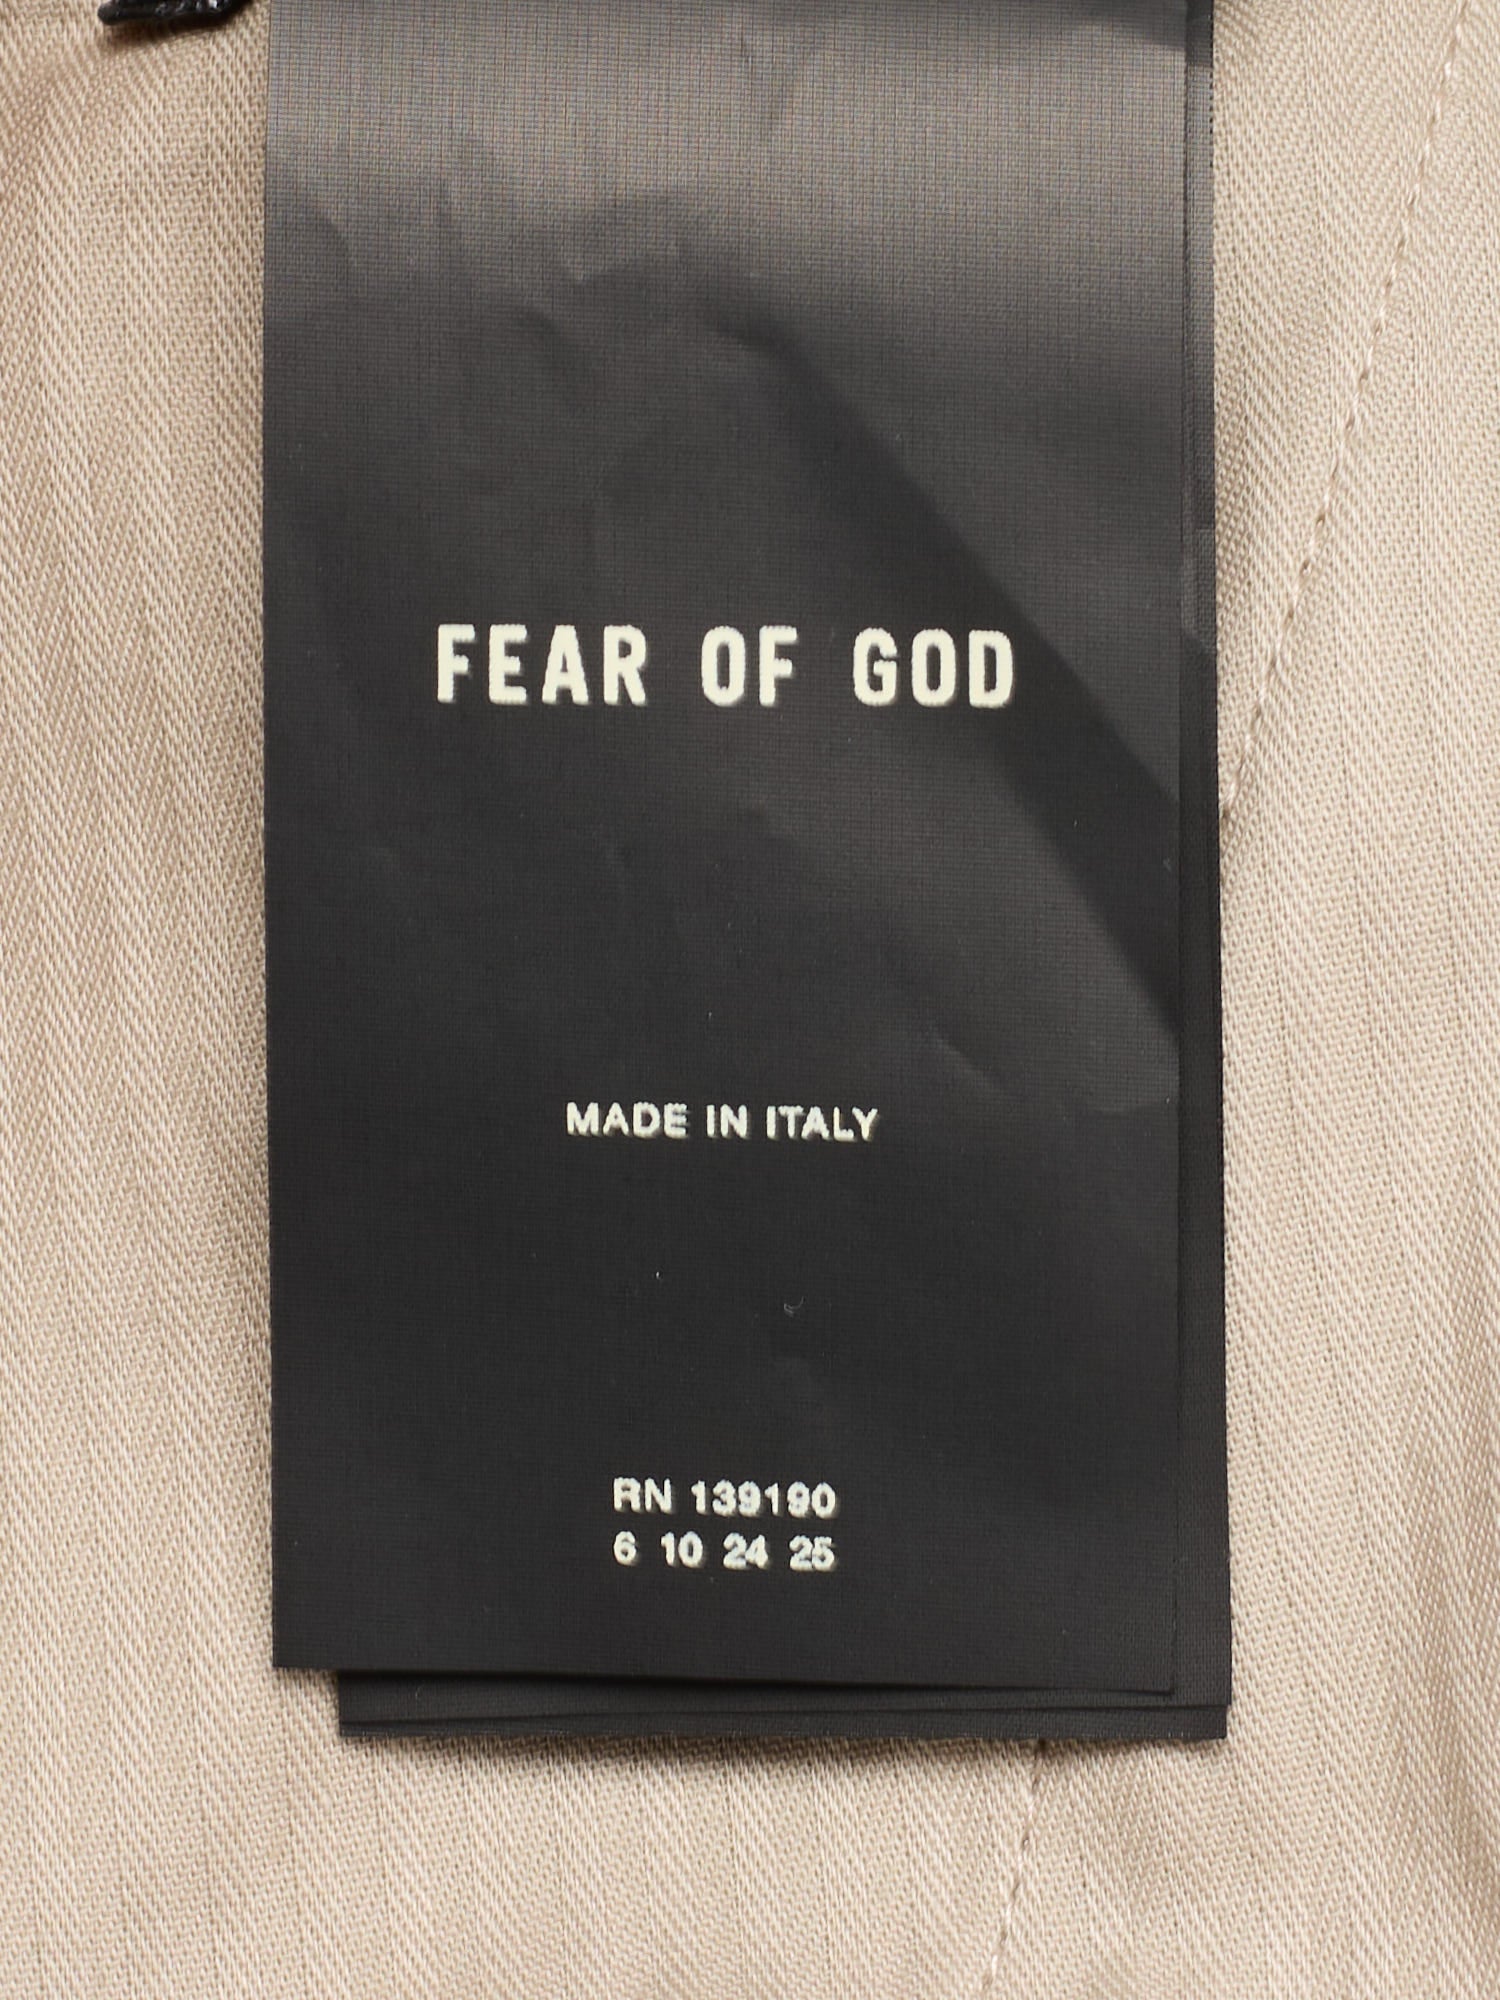 FEAR OF GOD
MADE IN ITALY
RN 139190
6 10 24 25